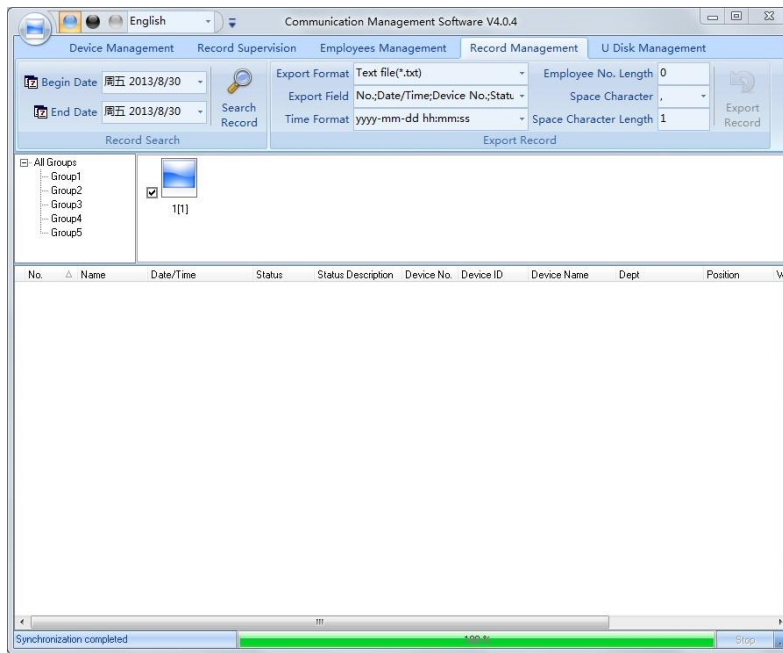 English
Communication Management Software V4.0.4
Device Management Record Supervision Employees Management Record Management U Disk Management
Begin Date 周五 2013/8/30
End Date 周五 2013/8/30
Search Record
Record Search
Export Format Text file(*.txt)
Export Field No.;Date/Time;Device No.;Statu
Time Format yyyy-mm-dd hh:mm:ss
Employee No. Length 0
Space Character ,
Space Character Length 1
Export Record
Export Record
All Groups
Group1
Group2
Group3
Group4
Group5
1[1]
No. Name Date/Time Status Status Description Device No. Device ID Device Name Dept Position
Synchronization completed
100 %
Stop